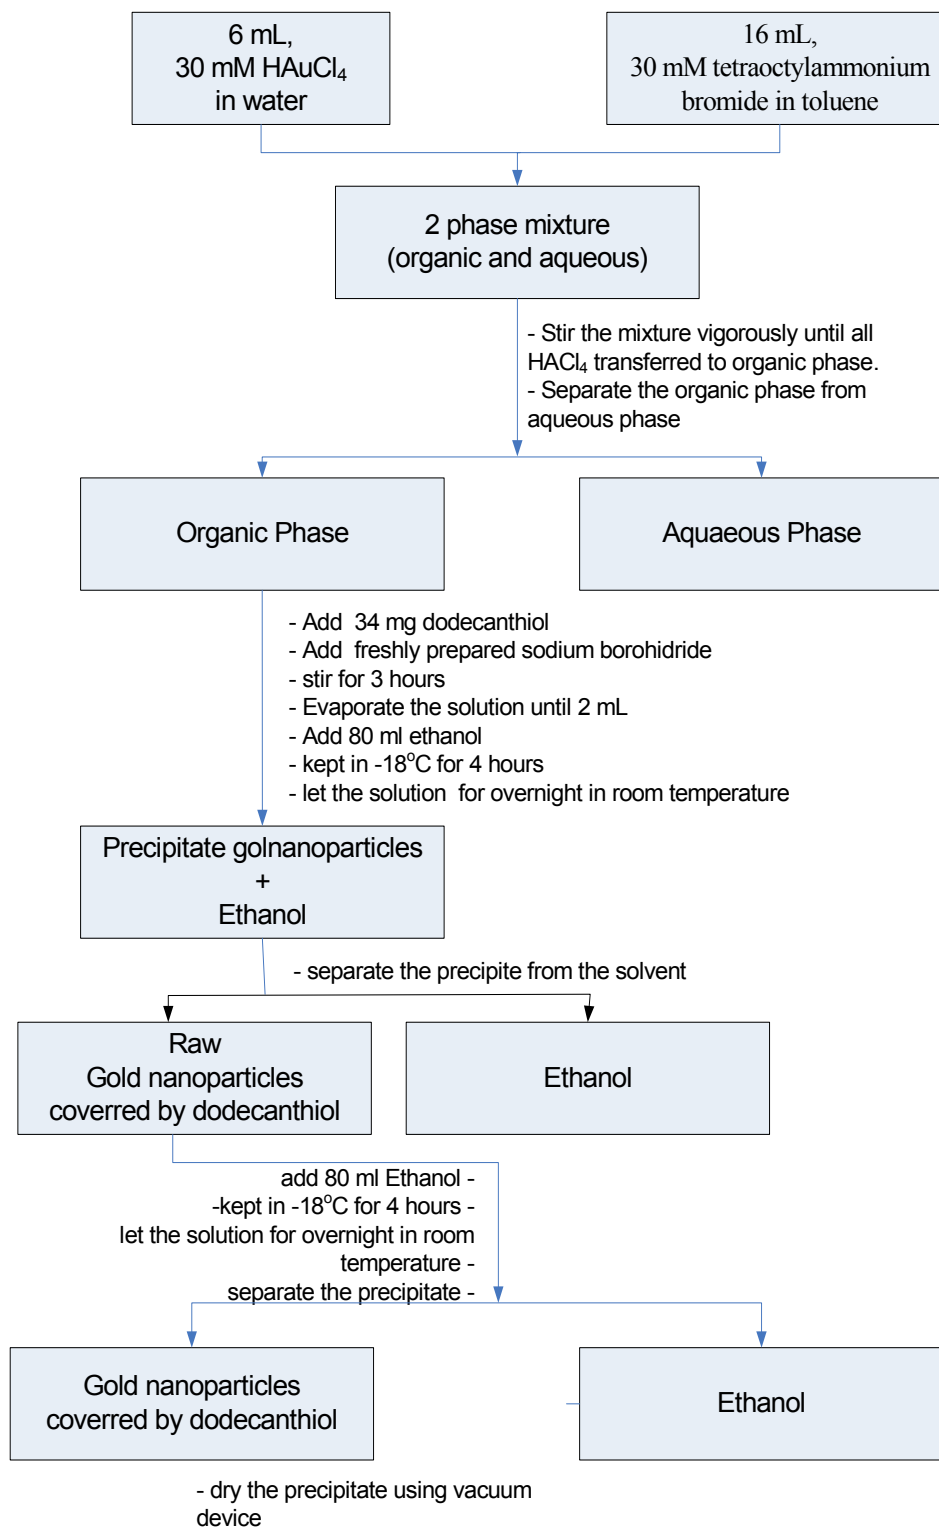 6 mL,
30 mM HAuCl₄
in water
16 mL,
30 mM tetraoctylammonium
bromide in toluene
2 phase mixture
(organic and aqueous)
- Stir the mixture vigorously until all
HACl₄ transferred to organic phase.
- Separate the organic phase from
aqueous phase
Organic Phase
Aquaeous Phase
- Add  34 mg dodecanthiol
- Add  freshly prepared sodium borohidride
- stir for 3 hours
- Evaporate the solution until 2 mL
- Add 80 ml ethanol
- kept in -18°C for 4 hours
- let the solution  for overnight in room temperature
Precipitate golnanoparticles
+
Ethanol
- separate the precipite from the solvent
Raw
Gold nanoparticles
coverred by dodecanthiol
Ethanol
add 80 ml Ethanol -
-kept in -18°C for 4 hours -
let the solution for overnight in room
temperature -
separate the precipitate -
Gold nanoparticles
coverred by dodecanthiol
Ethanol
- dry the precipitate using vacuum
device